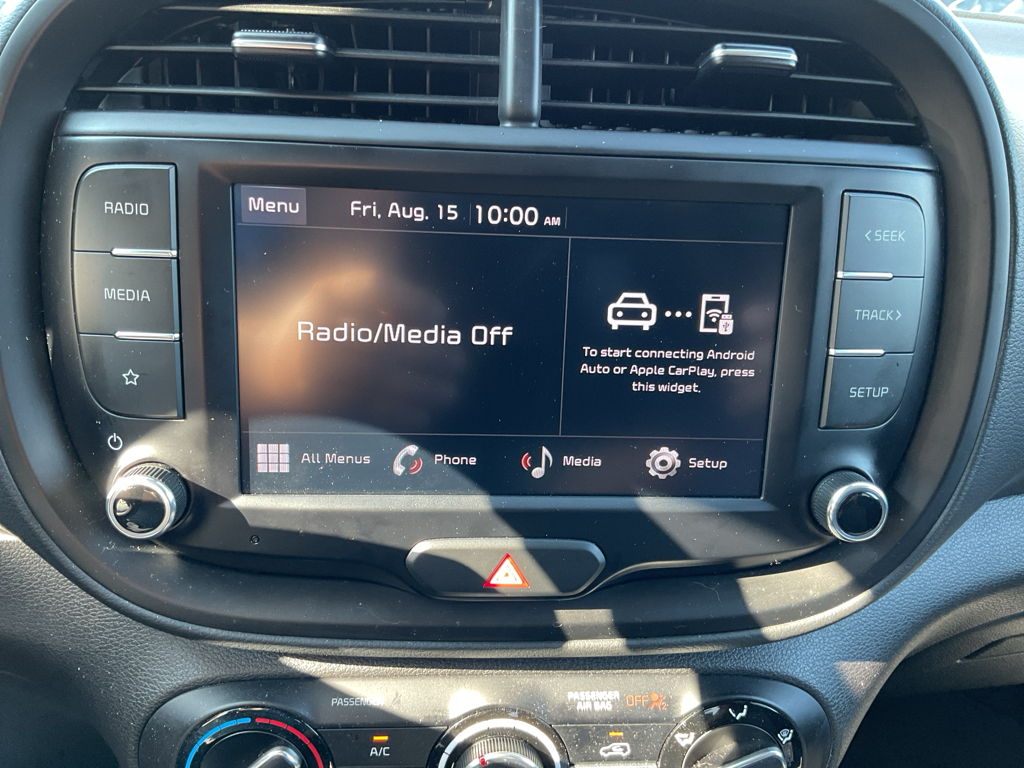 RADIO
MEDIA
Menu
Fri, Aug. 15 10:00 AM
Radio/Media Off
To start connecting Android
Auto or Apple CarPlay, press
this widget.
All Menus Phone Media Setup
< SEEK
TRACK >
SETUP
PASSENGER
A/C
PASSENGER
AIR BAG
OFF